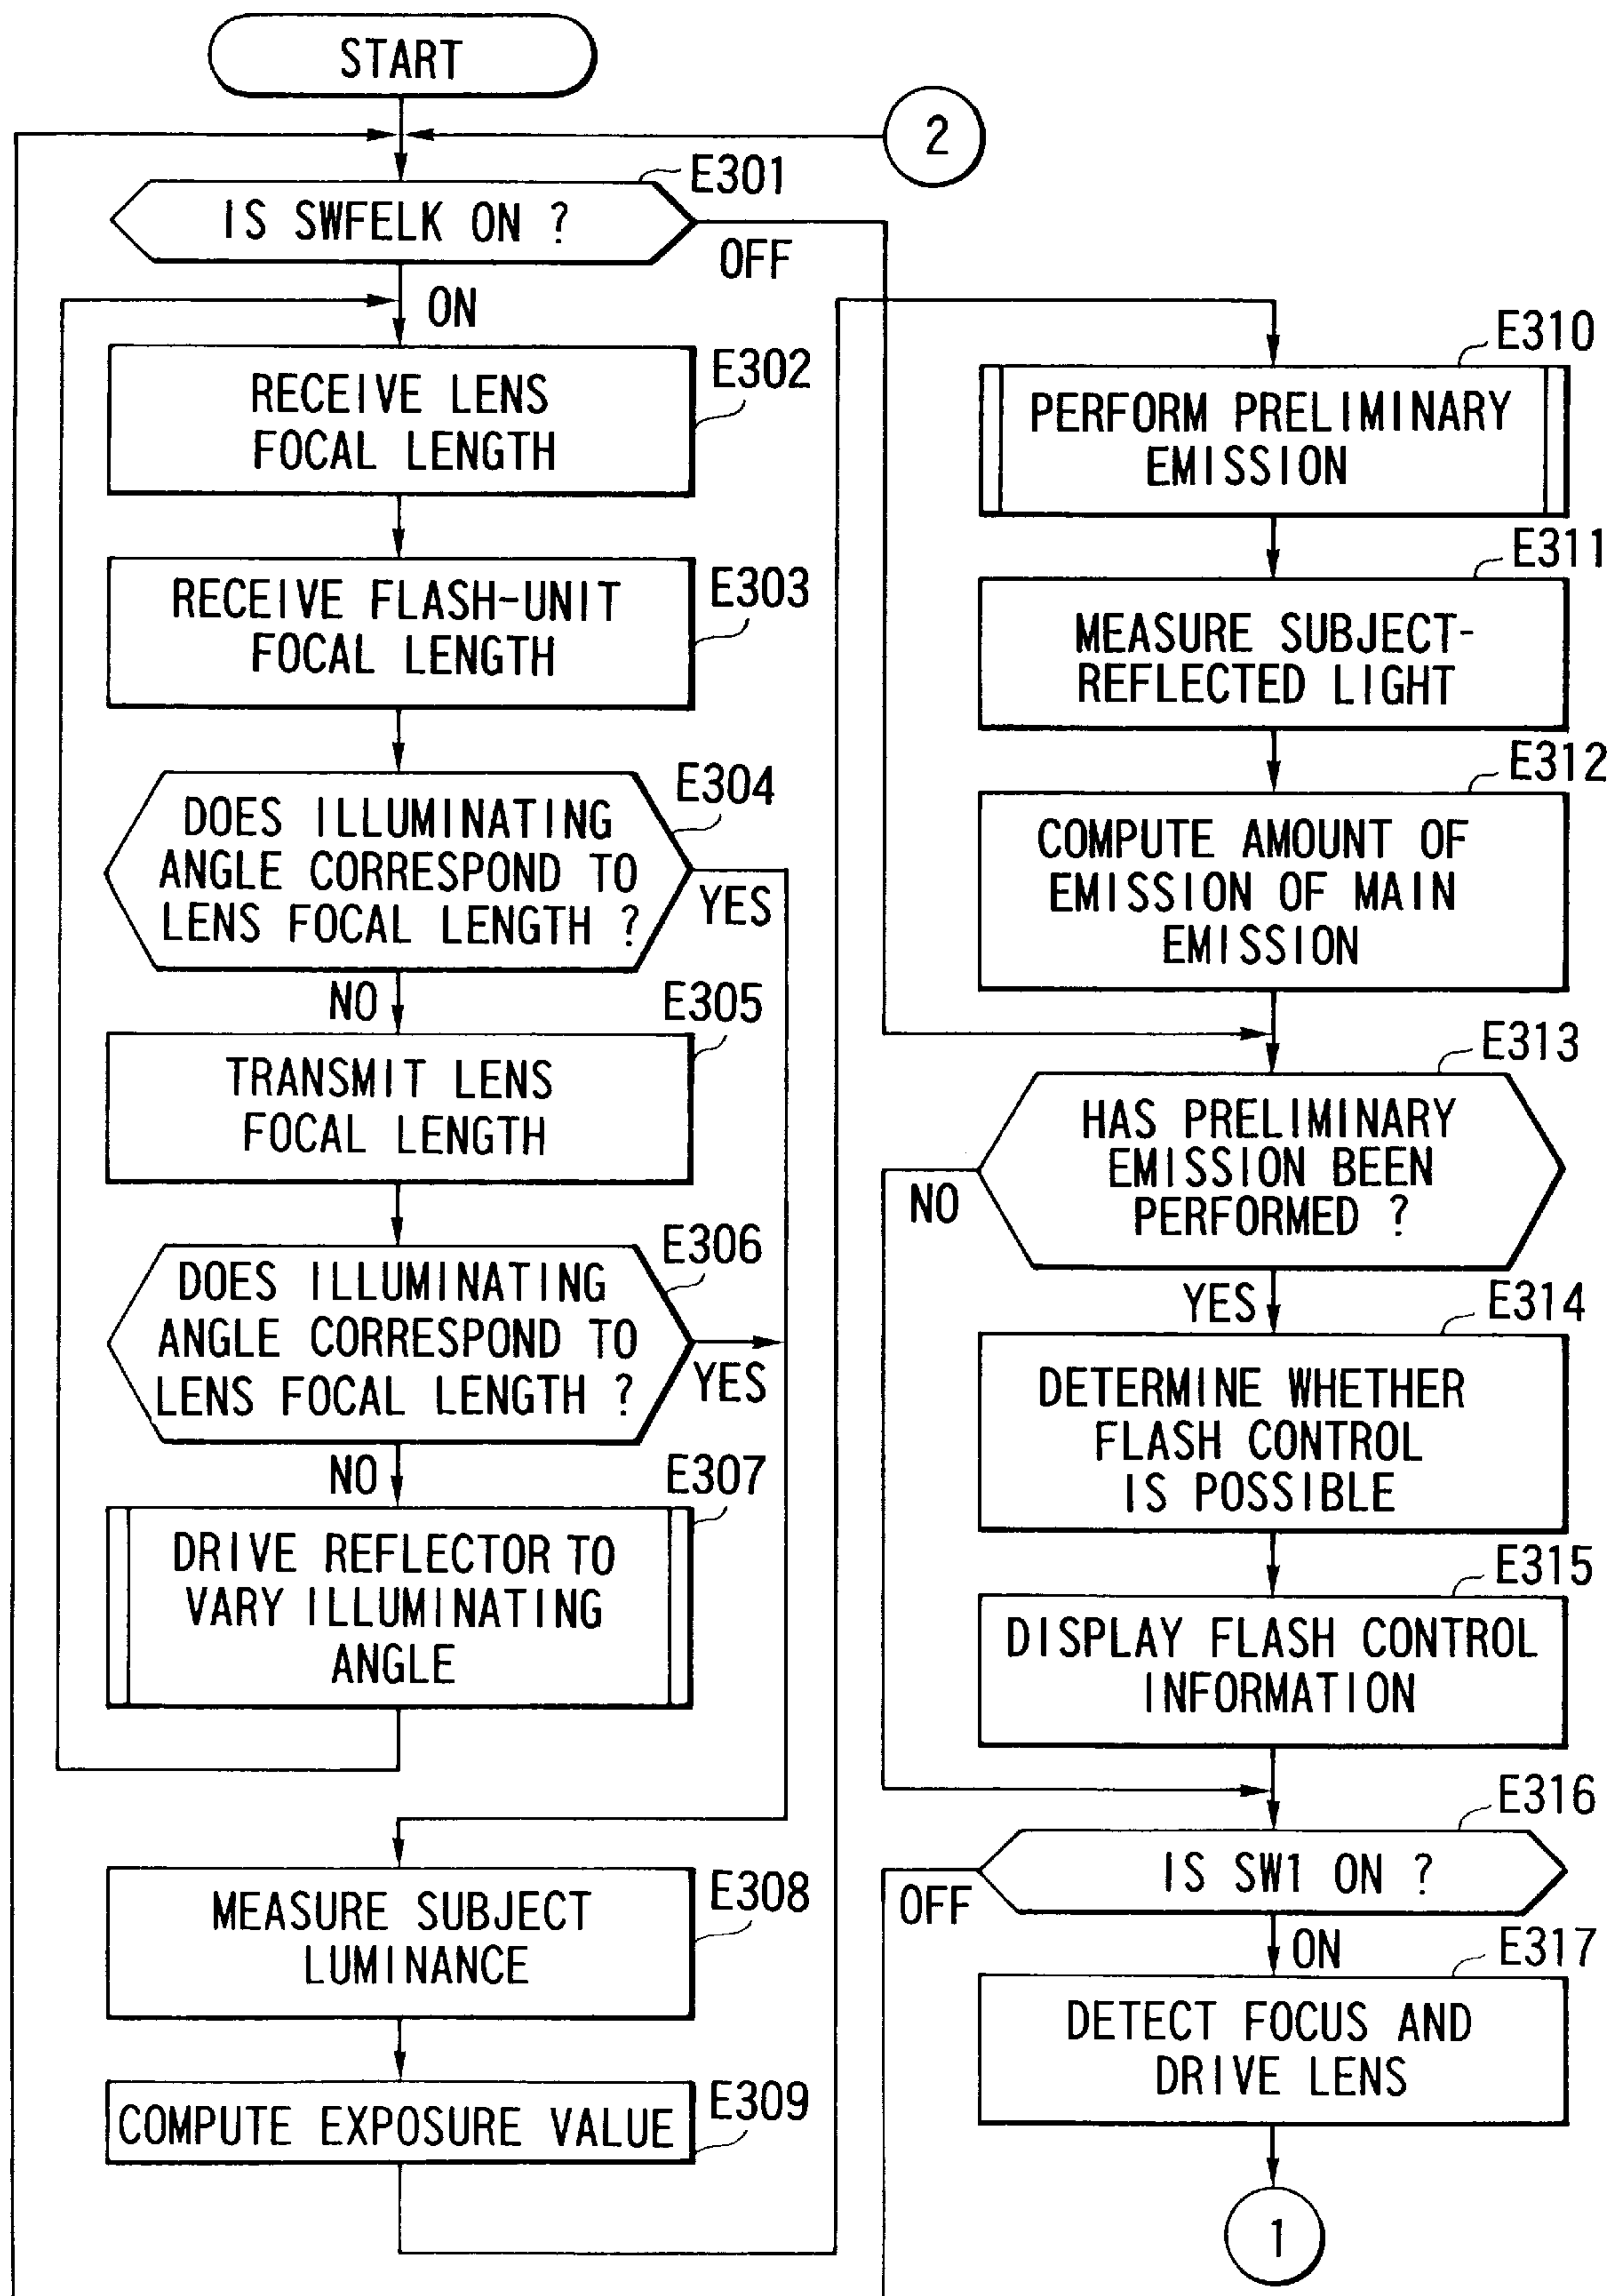 START
2
E301
IS SWFELK ON ?
OFF
ON
E302
RECEIVE LENS
FOCAL LENGTH
E303
RECEIVE FLASH-UNIT
FOCAL LENGTH
E304
DOES ILLUMINATING
ANGLE CORRESPOND TO
LENS FOCAL LENGTH ?
YES
NO
E305
TRANSMIT LENS
FOCAL LENGTH
E306
DOES ILLUMINATING
ANGLE CORRESPOND TO
LENS FOCAL LENGTH ?
YES
NO
E307
DRIVE REFLECTOR TO
VARY ILLUMINATING
ANGLE
E308
MEASURE SUBJECT
LUMINANCE
E309
COMPUTE EXPOSURE VALUE
E310
PERFORM PRELIMINARY
EMISSION
E311
MEASURE SUBJECT-
REFLECTED LIGHT
E312
COMPUTE AMOUNT OF
EMISSION OF MAIN
EMISSION
E313
HAS PRELIMINARY
EMISSION BEEN
PERFORMED ?
NO
YES
E314
DETERMINE WHETHER
FLASH CONTROL
IS POSSIBLE
E315
DISPLAY FLASH CONTROL
INFORMATION
E316
IS SW1 ON ?
OFF
ON
E317
DETECT FOCUS AND
DRIVE LENS
1